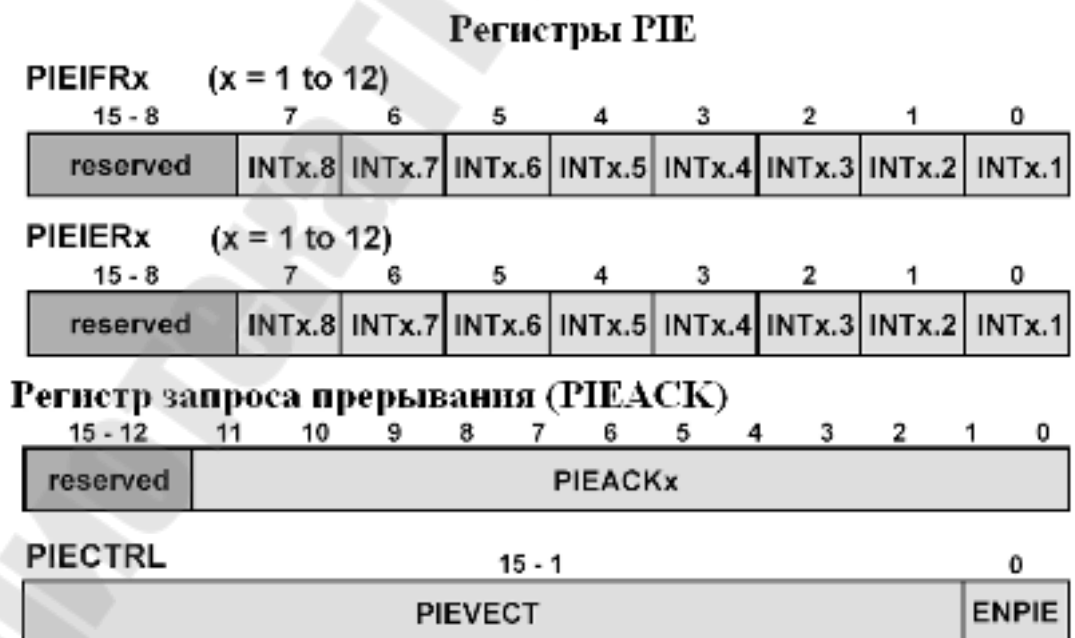 Регистры PIE
PIEIFRx (x = 1 to 12)
15 - 8 7 6 5 4 3 2 1 0
reserved INTx.8 INTx.7 INTx.6 INTx.5 INTx.4 INTx.3 INTx.2 INTx.1
PIEIERx (x = 1 to 12)
15 - 8 7 6 5 4 3 2 1 0
reserved INTx.8 INTx.7 INTx.6 INTx.5 INTx.4 INTx.3 INTx.2 INTx.1
Регистр запроса прерывания (PIEACK)
15 - 12 11 10 9 8 7 6 5 4 3 2 1 0
reserved PIEACKx
PIECTRL 15 - 1 0
PIEVECT ENPIE